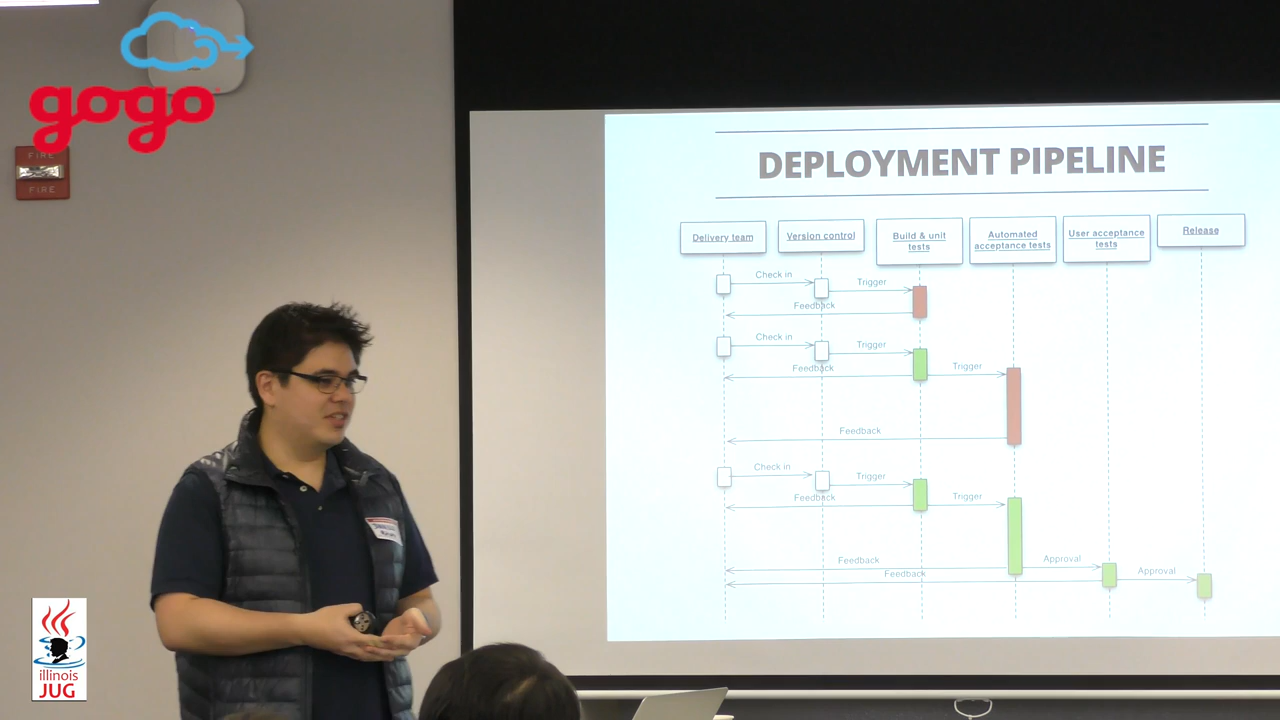 gogo
FIRE
FIRE
DEPLOYMENT PIPELINE
Delivery team
Version control
Build & unit
tests
Automated
acceptance tests
User acceptance
tests
Release
Check in
Trigger
Feedback
Check in
Trigger
Feedback
Trigger
Feedback
Check in
Trigger
Feedback
Trigger
Feedback
Approval
Feedback
Approval
illinois
JUG